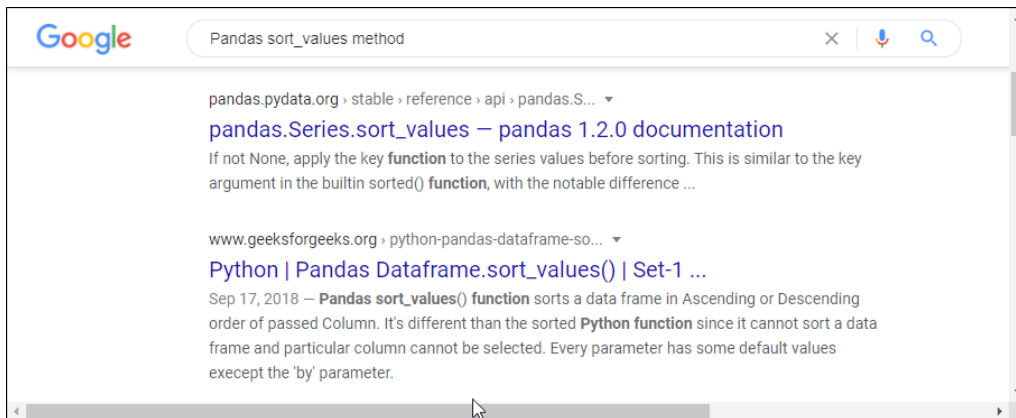 Google
Pandas sort_values method
pandas.pydata.org › stable › reference › api › pandas.S...
pandas.Series.sort_values — pandas 1.2.0 documentation
If not None, apply the key function to the series values before sorting. This is similar to the key
argument in the builtin sorted() function, with the notable difference ...
www.geeksforgeeks.org › python-pandas-dataframe-so...
Python | Pandas Dataframe.sort_values() | Set-1 ...
Sep 17, 2018 — Pandas sort_values() function sorts a data frame in Ascending or Descending
order of passed Column. It's different than the sorted Python function since it cannot sort a data
frame and particular column cannot be selected. Every parameter has some default values
execept the 'by' parameter.